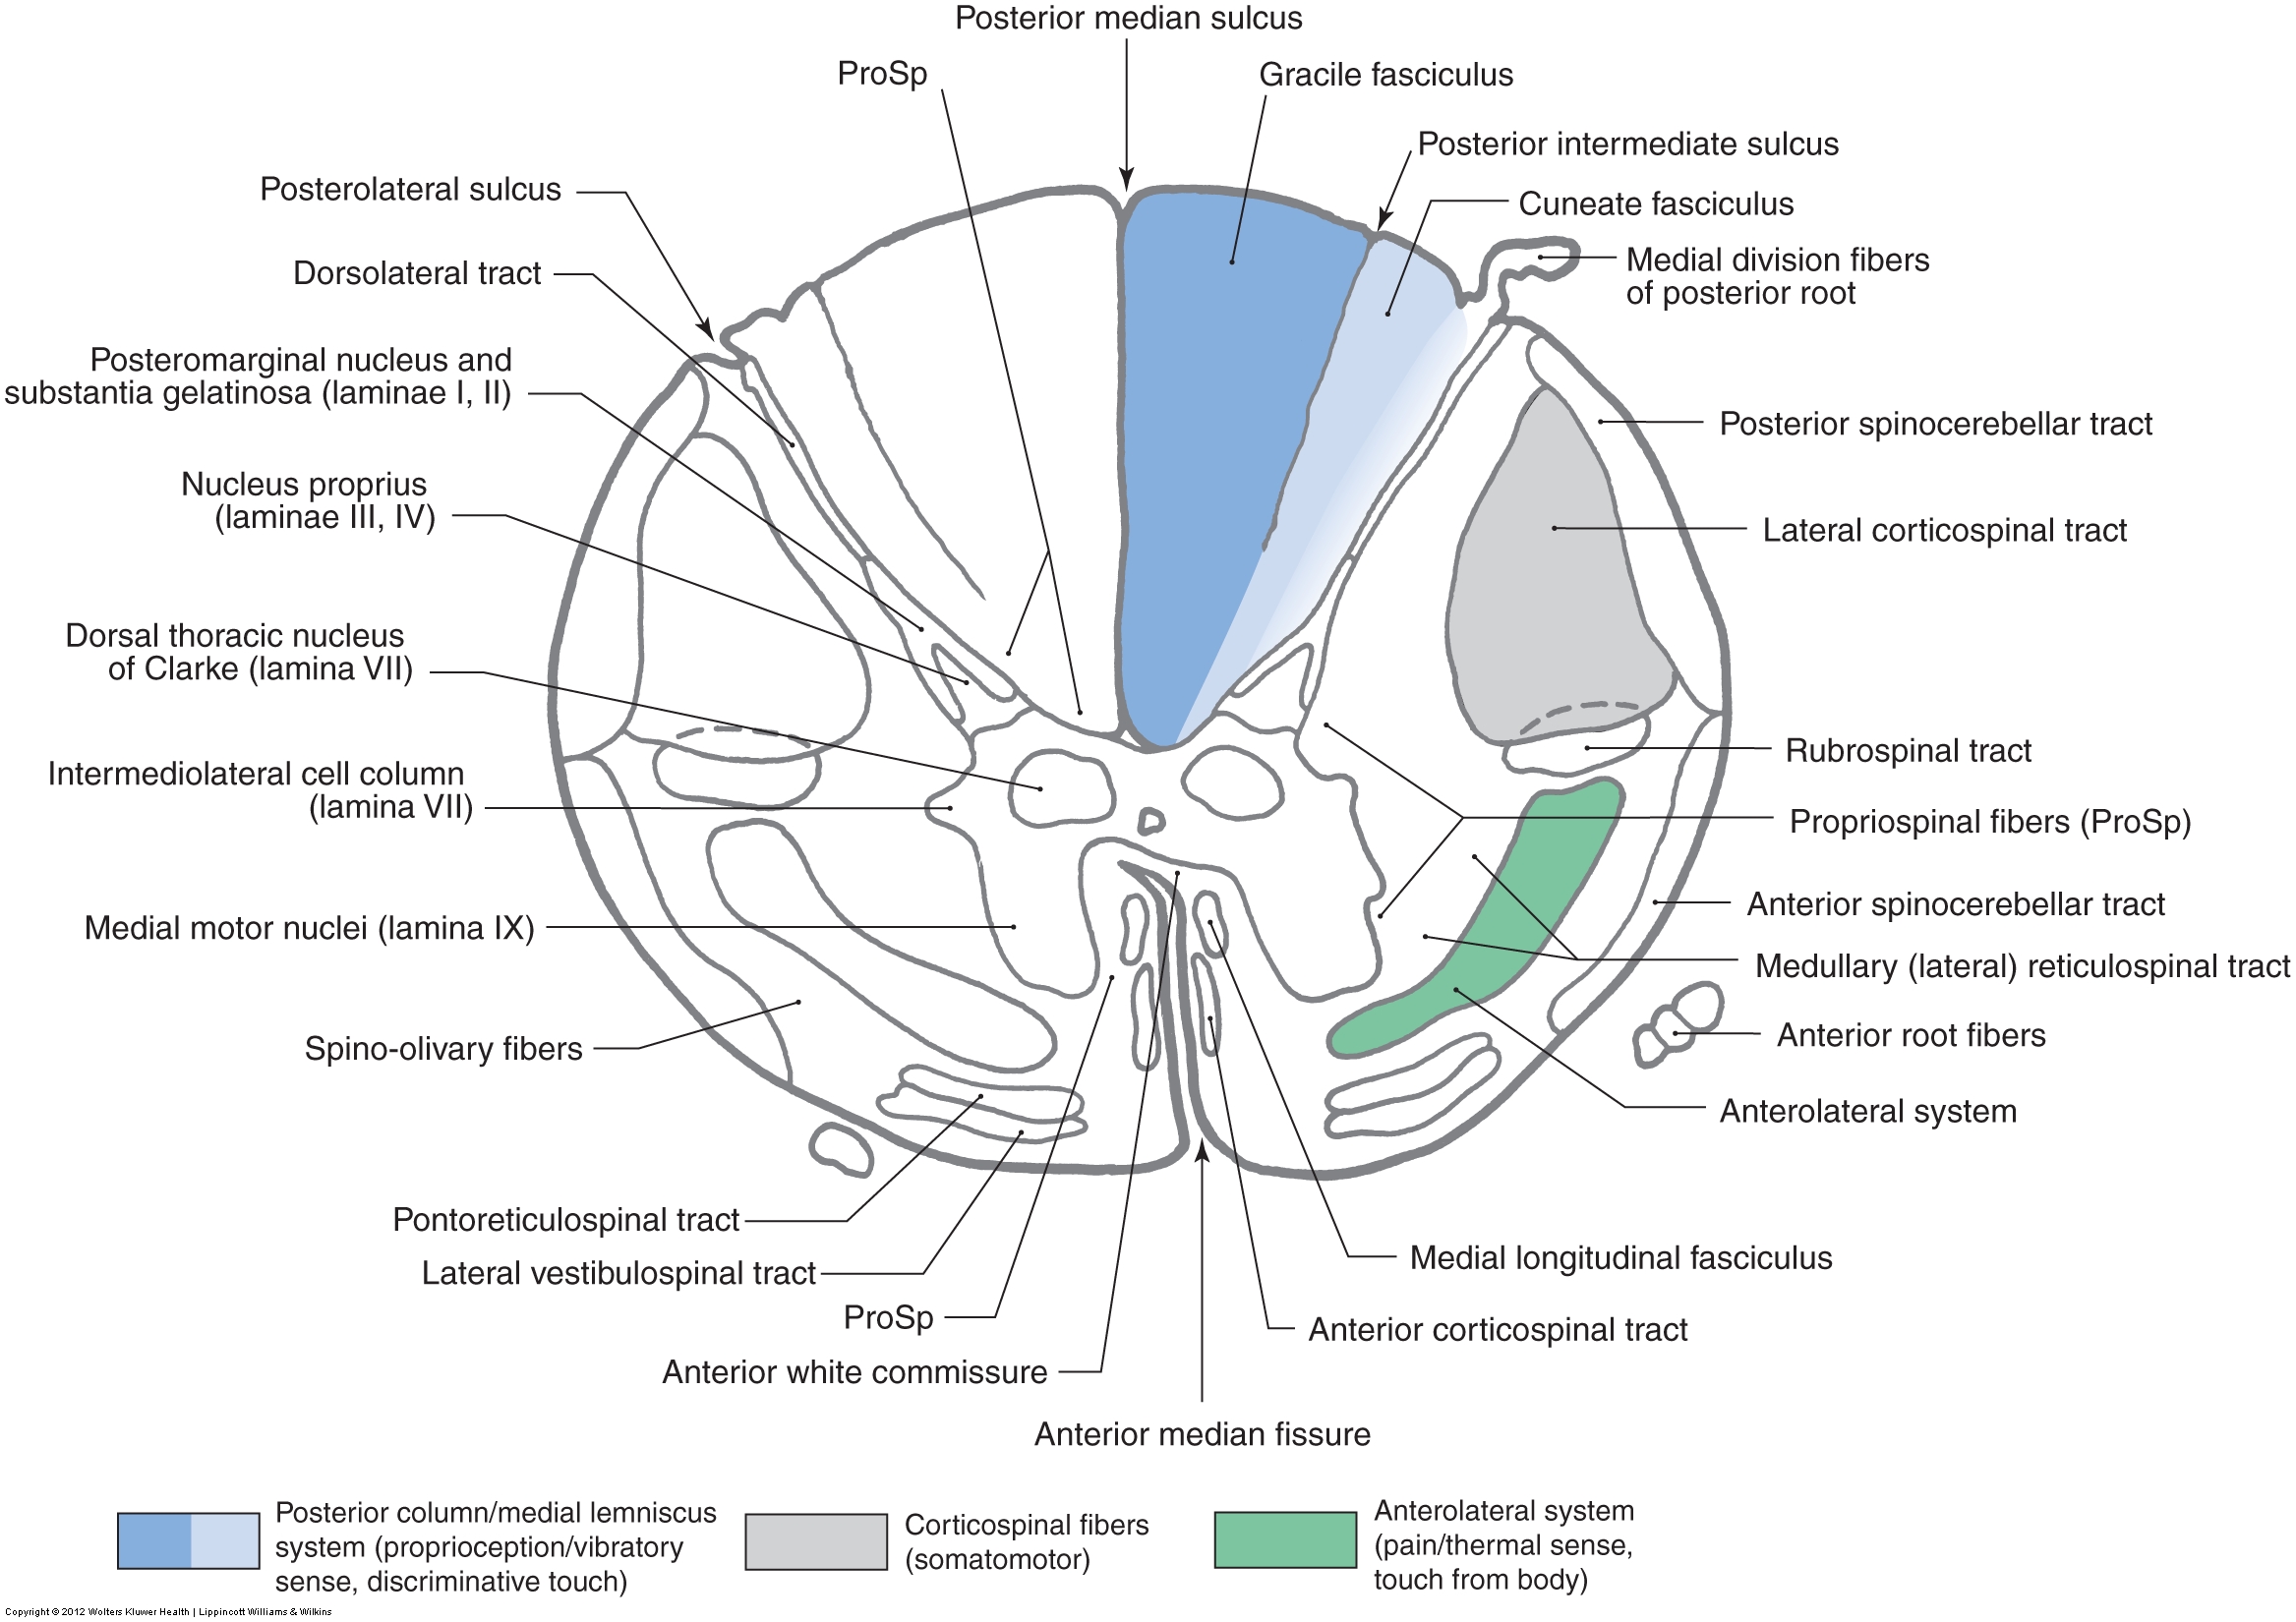 Posterior median sulcus
ProSp
Gracile fasciculus
Posterior intermediate sulcus
Posterolateral sulcus
Cuneate fasciculus
Medial division fibers
of posterior root
Dorsolateral tract
Posteromarginal nucleus and
substantia gelatinosa (laminae I, II)
Posterior spinocerebellar tract
Nucleus proprius
(laminae III, IV)
Lateral corticospinal tract
Dorsal thoracic nucleus
of Clarke (lamina VII)
Rubrospinal tract
Intermediolateral cell column
(lamina VII)
Propriospinal fibers (ProSp)
Anterior spinocerebellar tract
Medial motor nuclei (lamina IX)
Medullary (lateral) reticulospinal tract
Anterior root fibers
Spino-olivary fibers
Anterolateral system
Pontoreticulospinal tract
Medial longitudinal fasciculus
Lateral vestibulospinal tract
ProSp
Anterior corticospinal tract
Anterior white commissure
Anterior median fissure
Posterior column/medial lemniscus
system (proprioception/vibratory
sense, discriminative touch)
Corticospinal fibers
(somatomotor)
Anterolateral system
(pain/thermal sense,
touch from body)
Copyright © 2012 Wolters Kluwer Health | Lippincott Williams & Wilkins